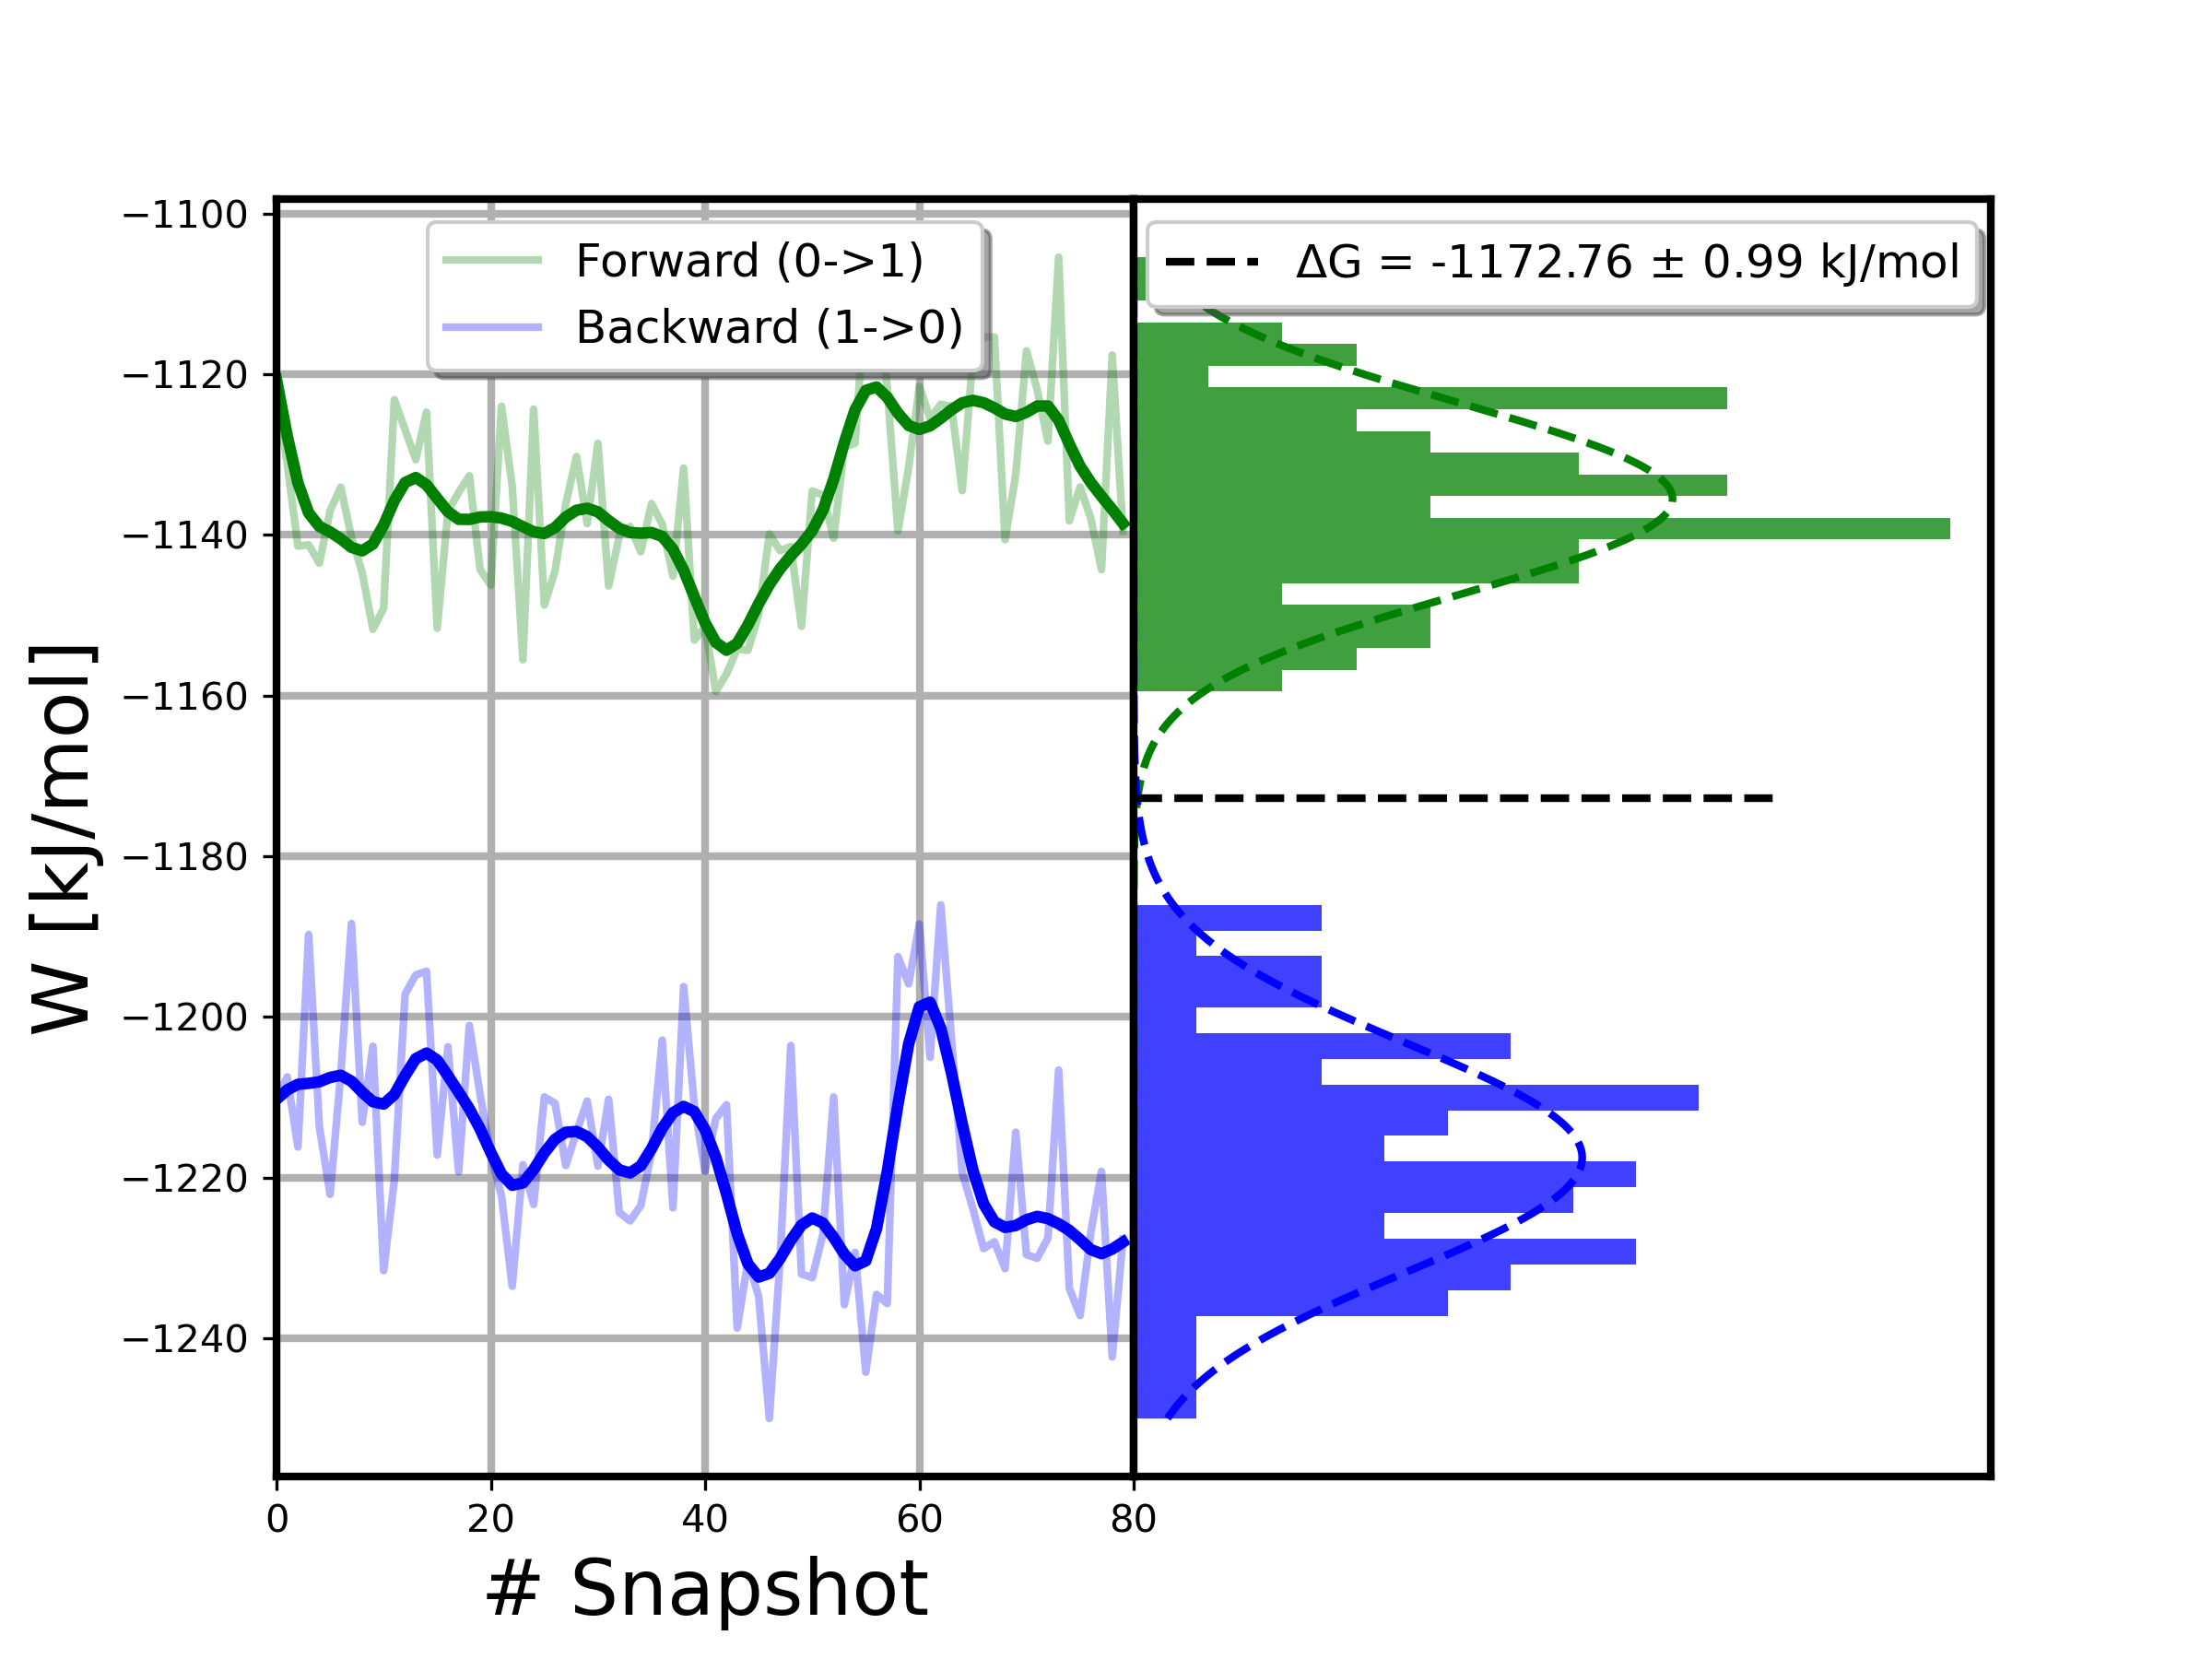 −1100
−1120
−1140
−1160
−1180
−1200
−1220
−1240
W [kJ/mol]
Forward (0->1)
Backward (1->0)
ΔG = -1172.76 ± 0.99 kJ/mol
0 20 40 60 80
# Snapshot